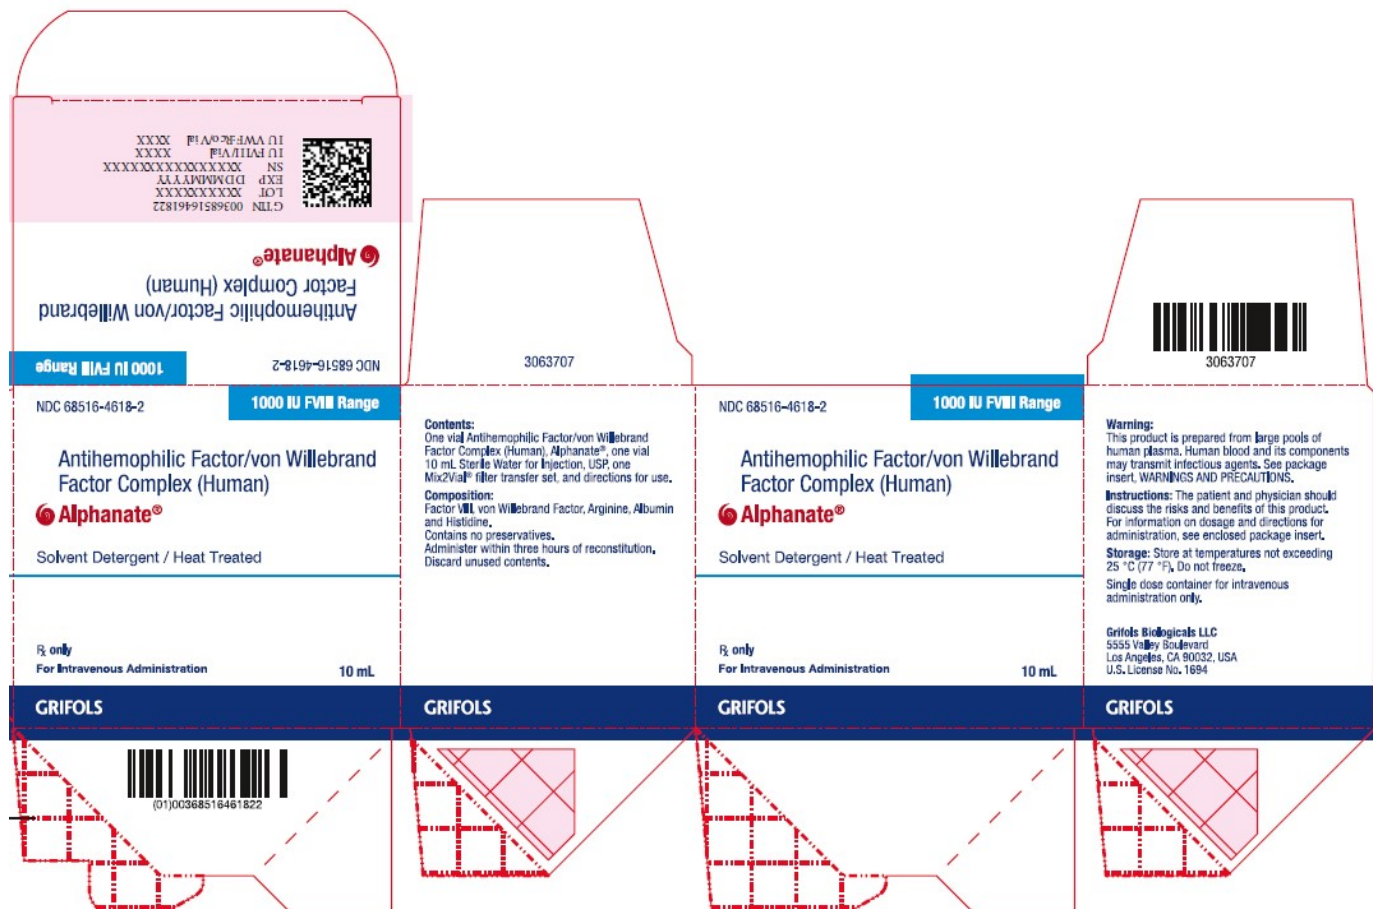 GTIN 00368516461822
LOT XXXXXXXXXX
EXP DDMMMYYYY
SN XXXXXXXXXXXXXXXX
IU FVIII/Vial XXXX
IU VWF:RCo/Vial XXXX
Alphanate®
Antihemophilic Factor/von Willebrand
Factor Complex (Human)
NDC 68516-4618-2
1000 IU FVIII Range
NDC 68516-4618-2
1000 IU FVIII Range
Antihemophilic Factor/von Willebrand
Factor Complex (Human)
Alphanate®
Solvent Detergent / Heat Treated
℞ only
For Intravenous Administration
10 mL
GRIFOLS
(01)00368516461822
3063707
Contents:
One vial Antihemophilic Factor/von Willebrand
Factor Complex (Human), Alphanate®, one vial
10 mL Sterile Water for Injection, USP, one
Mix2Vial® filter transfer set, and directions for use.
Composition:
Factor VIII, von Willebrand Factor, Arginine, Albumin
and Histidine.
Contains no preservatives.
Administer within three hours of reconstitution.
Discard unused contents.
GRIFOLS
NDC 68516-4618-2
1000 IU FVIII Range
Antihemophilic Factor/von Willebrand
Factor Complex (Human)
Alphanate®
Solvent Detergent / Heat Treated
℞ only
For Intravenous Administration
10 mL
GRIFOLS
3063707
Warning:
This product is prepared from large pools of
human plasma. Human blood and its components
may transmit infectious agents. See package
insert, WARNINGS AND PRECAUTIONS.
Instructions: The patient and physician should
discuss the risks and benefits of this product.
For information on dosage and directions for
administration, see enclosed package insert.
Storage: Store at temperatures not exceeding
25 °C (77 °F). Do not freeze.
Single dose container for intravenous
administration only.
Grifols Biologicals LLC
5555 Valley Boulevard
Los Angeles, CA 90032, USA
U.S. License No. 1694
GRIFOLS